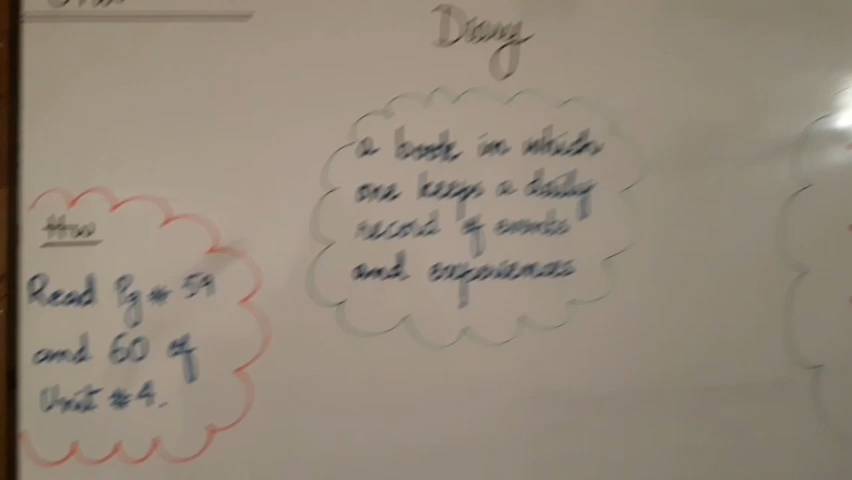 Diary
a book in which
one keeps a daily
record of events
and experiences
H.w
Read Pg # 59
and 60 of
Unit # 4.